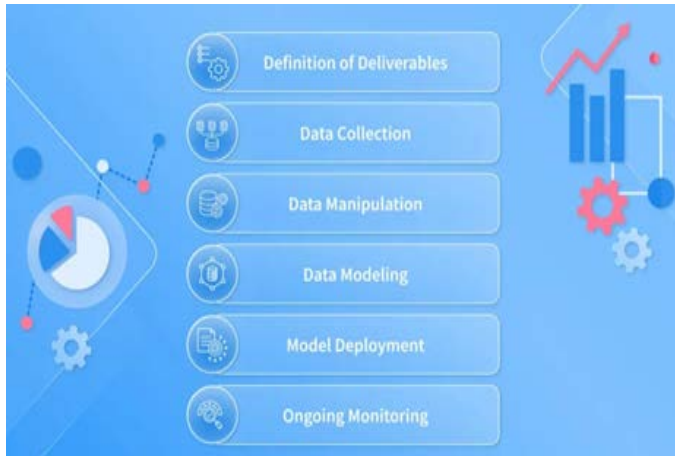 Definition of Deliverables
Data Collection
Data Manipulation
Data Modeling
Model Deployment
Ongoing Monitoring